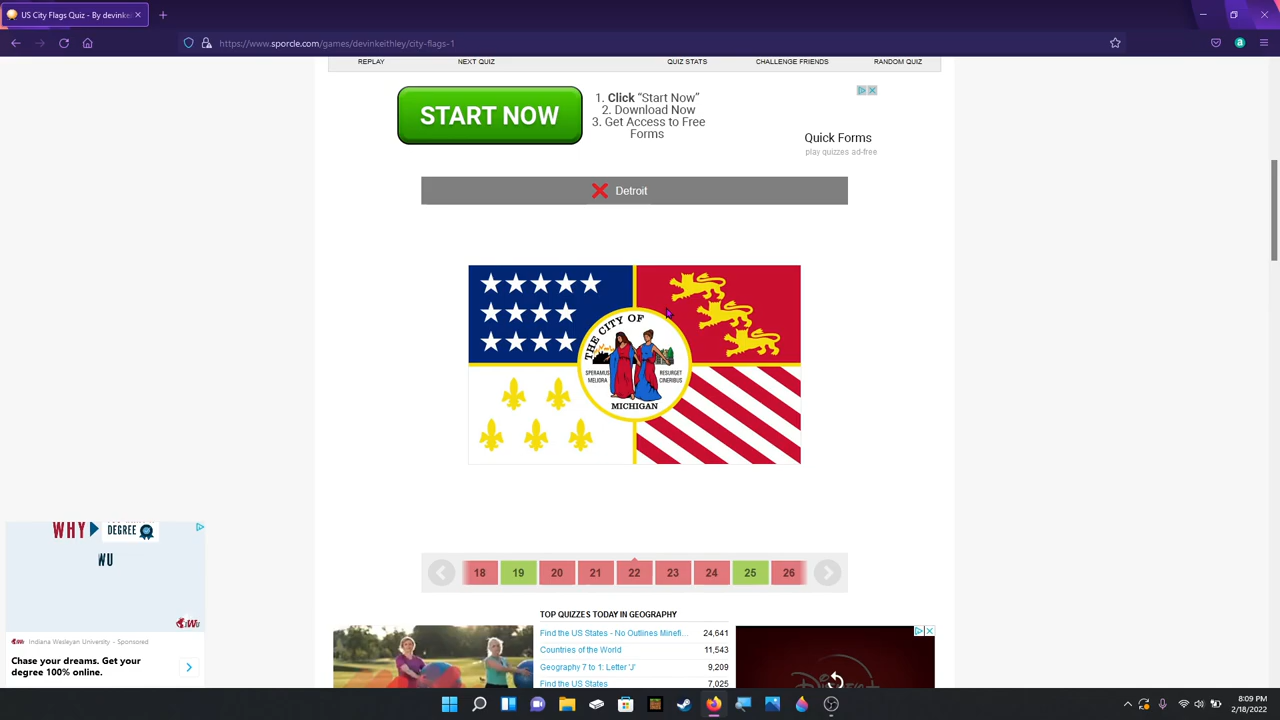 US City Flags Quiz - By devinkei
https://www.sporcle.com/games/devinkeithley/city-flags-1
REPLAY
NEXT QUIZ
QUIZ STATS
CHALLENGE FRIENDS
RANDOM QUIZ
START NOW
1. Click “Start Now”
2. Download Now
3. Get Access to Free
Forms
Quick Forms
play quizzes ad-free
Detroit
THE CITY OF
SPERAMUS
MELIORA
RESURGET
CINERIBUS
MICHIGAN
18 19 20 21 22 23 24 25 26
WHY
DEGREE
WU
IWU
Indiana Wesleyan University - Sponsored
Chase your dreams. Get your
degree 100% online.
TOP QUIZZES TODAY IN GEOGRAPHY
Find the US States - No Outlines Minefi... 24,641
Countries of the World 11,543
Geography 7 to 1: Letter 'J' 9,209
Find the US States 7,025
8:09 PM
2/18/2022